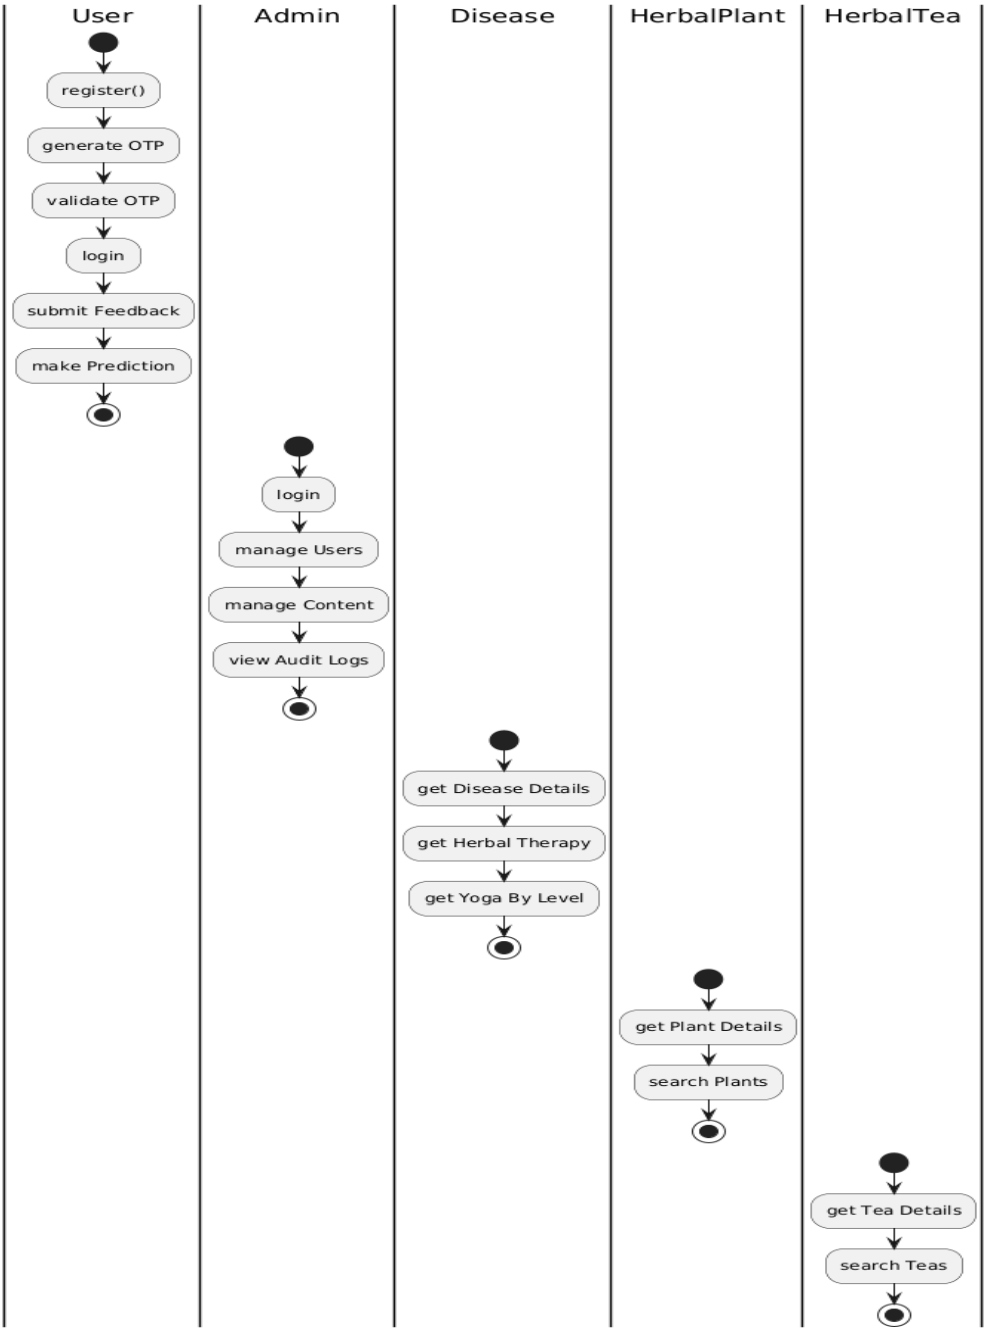 User
Admin
Disease
HerbalPlant
HerbalTea
register()
generate OTP
validate OTP
login
submit Feedback
make Prediction
login
manage Users
manage Content
view Audit Logs
get Disease Details
get Herbal Therapy
get Yoga By Level
get Plant Details
search Plants
get Tea Details
search Teas